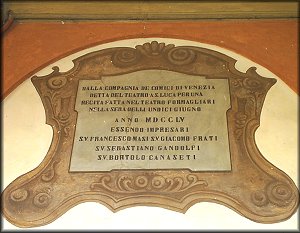 DALLA COMPAGNIA DE' COMICI DI VENEZIA
DETTA DEL TEATRO A S. LUCA PER UNA
RECITA FATTA NEL TEATRO FORMAGLIARI
NELLA SERA DELLI UNDICI GIUGNO
ANNO MDCCLV
ESSENDO IMPRESARI
SV. FRANCESCO MASI SV. GIACOMO FRATI
SV. SEBASTIANO GANDOLFI
SV. BORTOLO CANASETI